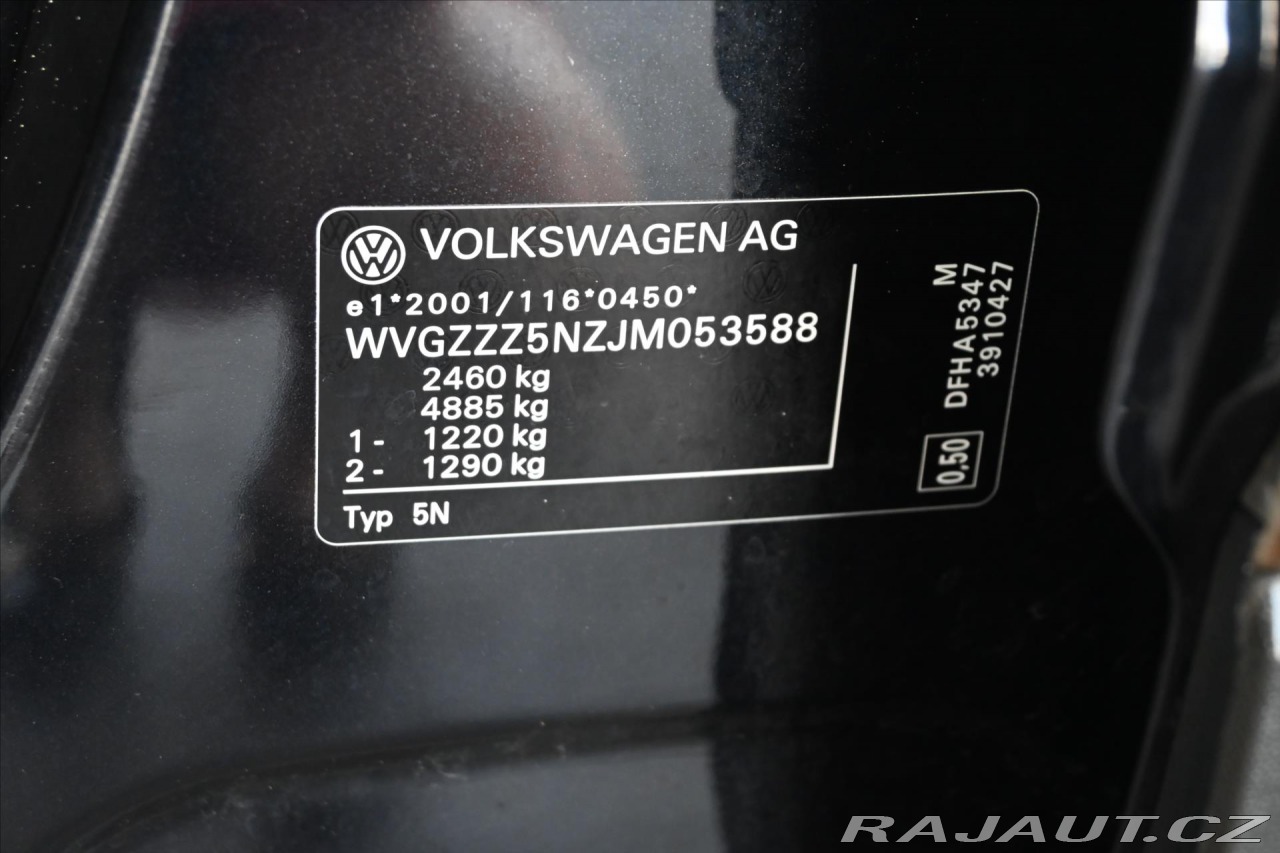 VOLKSWAGEN AG
e1*2001/116*0450*
WVGZZZ5NZJM053588
2460 kg
4885 kg
1 - 1220 kg
2 - 1290 kg
Typ 5N
M
DFHA5347
3910427
0,50
RAJAUT.CZ